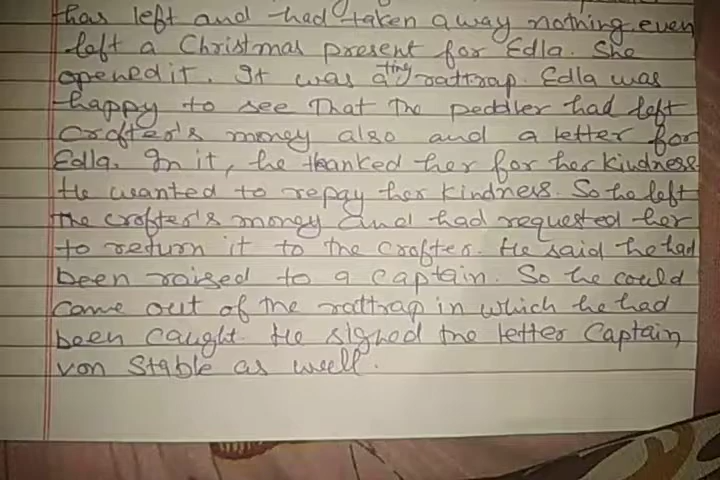 has left and had taken away nothing even
left a Christmas present for Edla. She
opened it. It was a tiny rattrap. Edla was
happy to see That the peddler had left
Crofter's money also and a letter for
Edla. In it, he thanked her for her kindness.
He wanted to repay her kindness. So he left
the crofter's money and had requested her
to return it to the crofter. He said he had
been raised to a captain. So he could
come out of the rattrap in which he had
been caught. He signed the letter Captain
von Stable as well.